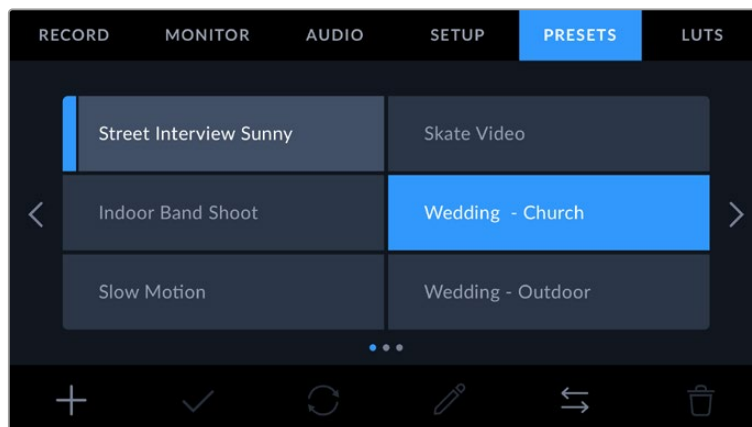 RECORD MONITOR AUDIO SETUP PRESETS LUTS
Street Interview Sunny
Skate Video
Indoor Band Shoot
Wedding - Church
Slow Motion
Wedding - Outdoor